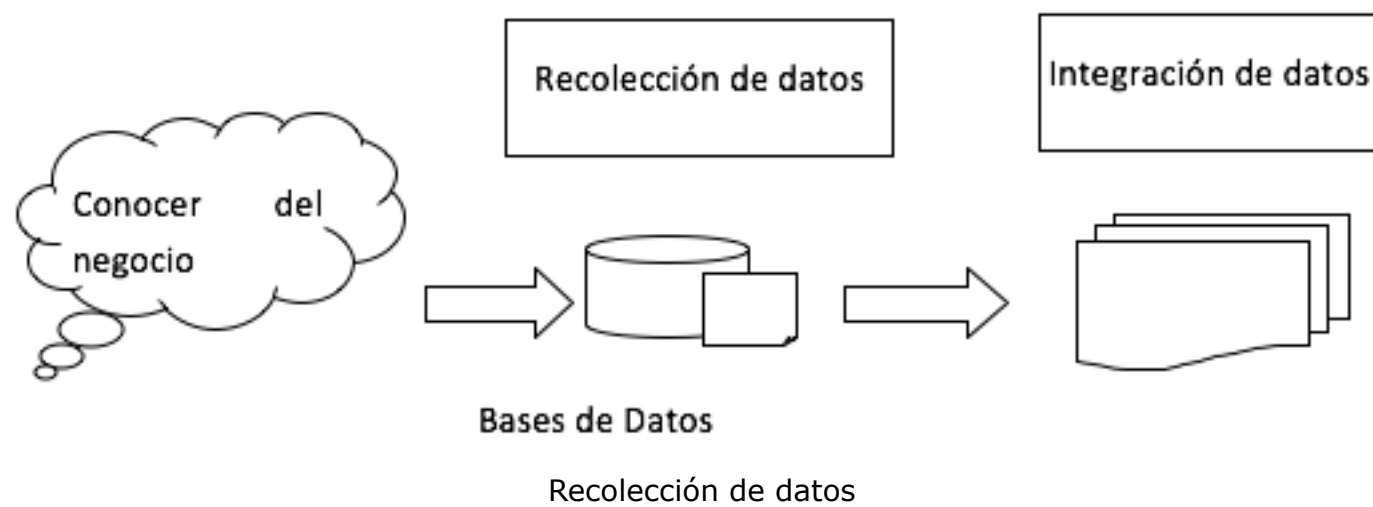 Recolección de datos
Integración de datos
Conocer del
negocio
Bases de Datos
Recolección de datos